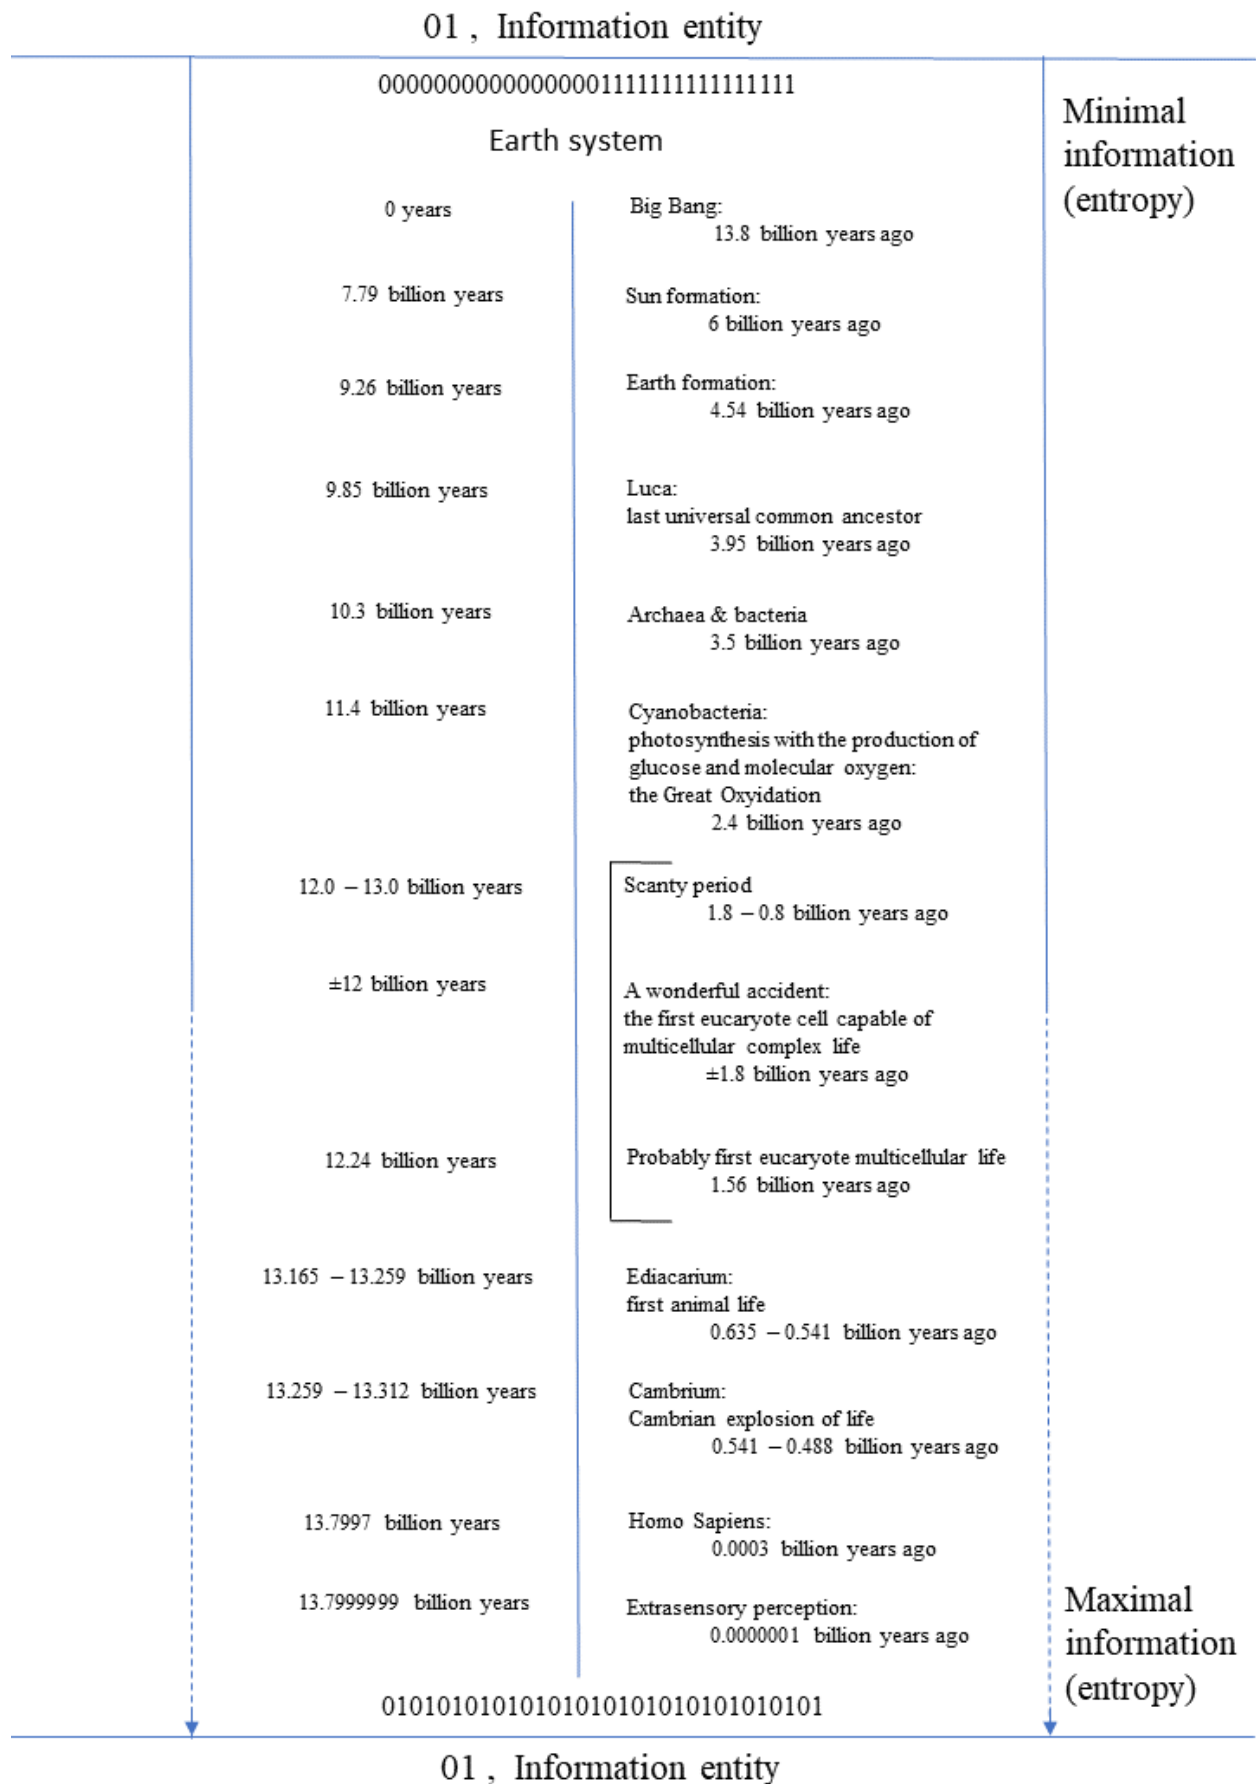 01 , Information entity
00000000000000001111111111111111
Minimal
information
(entropy)
Earth system
0 years
Big Bang:
13.8 billion years ago
7.79 billion years
Sun formation:
6 billion years ago
9.26 billion years
Earth formation:
4.54 billion years ago
9.85 billion years
Luca:
last universal common ancestor
3.95 billion years ago
10.3 billion years
Archaea & bacteria
3.5 billion years ago
11.4 billion years
Cyanobacteria:
photosynthesis with the production of
glucose and molecular oxygen:
the Great Oxyidation
2.4 billion years ago
12.0 – 13.0 billion years
Scanty period
1.8 – 0.8 billion years ago
±12 billion years
A wonderful accident:
the first eucaryote cell capable of
multicellular complex life
±1.8 billion years ago
12.24 billion years
Probably first eucaryote multicellular life
1.56 billion years ago
13.165 – 13.259 billion years
Ediacarium:
first animal life
0.635 – 0.541 billion years ago
13.259 – 13.312 billion years
Cambrium:
Cambrian explosion of life
0.541 – 0.488 billion years ago
13.7997 billion years
Homo Sapiens:
0.0003 billion years ago
13.7999999 billion years
Extrasensory perception:
0.0000001 billion years ago
Maximal
information
(entropy)
01010101010101010101010101010101
01 , Information entity